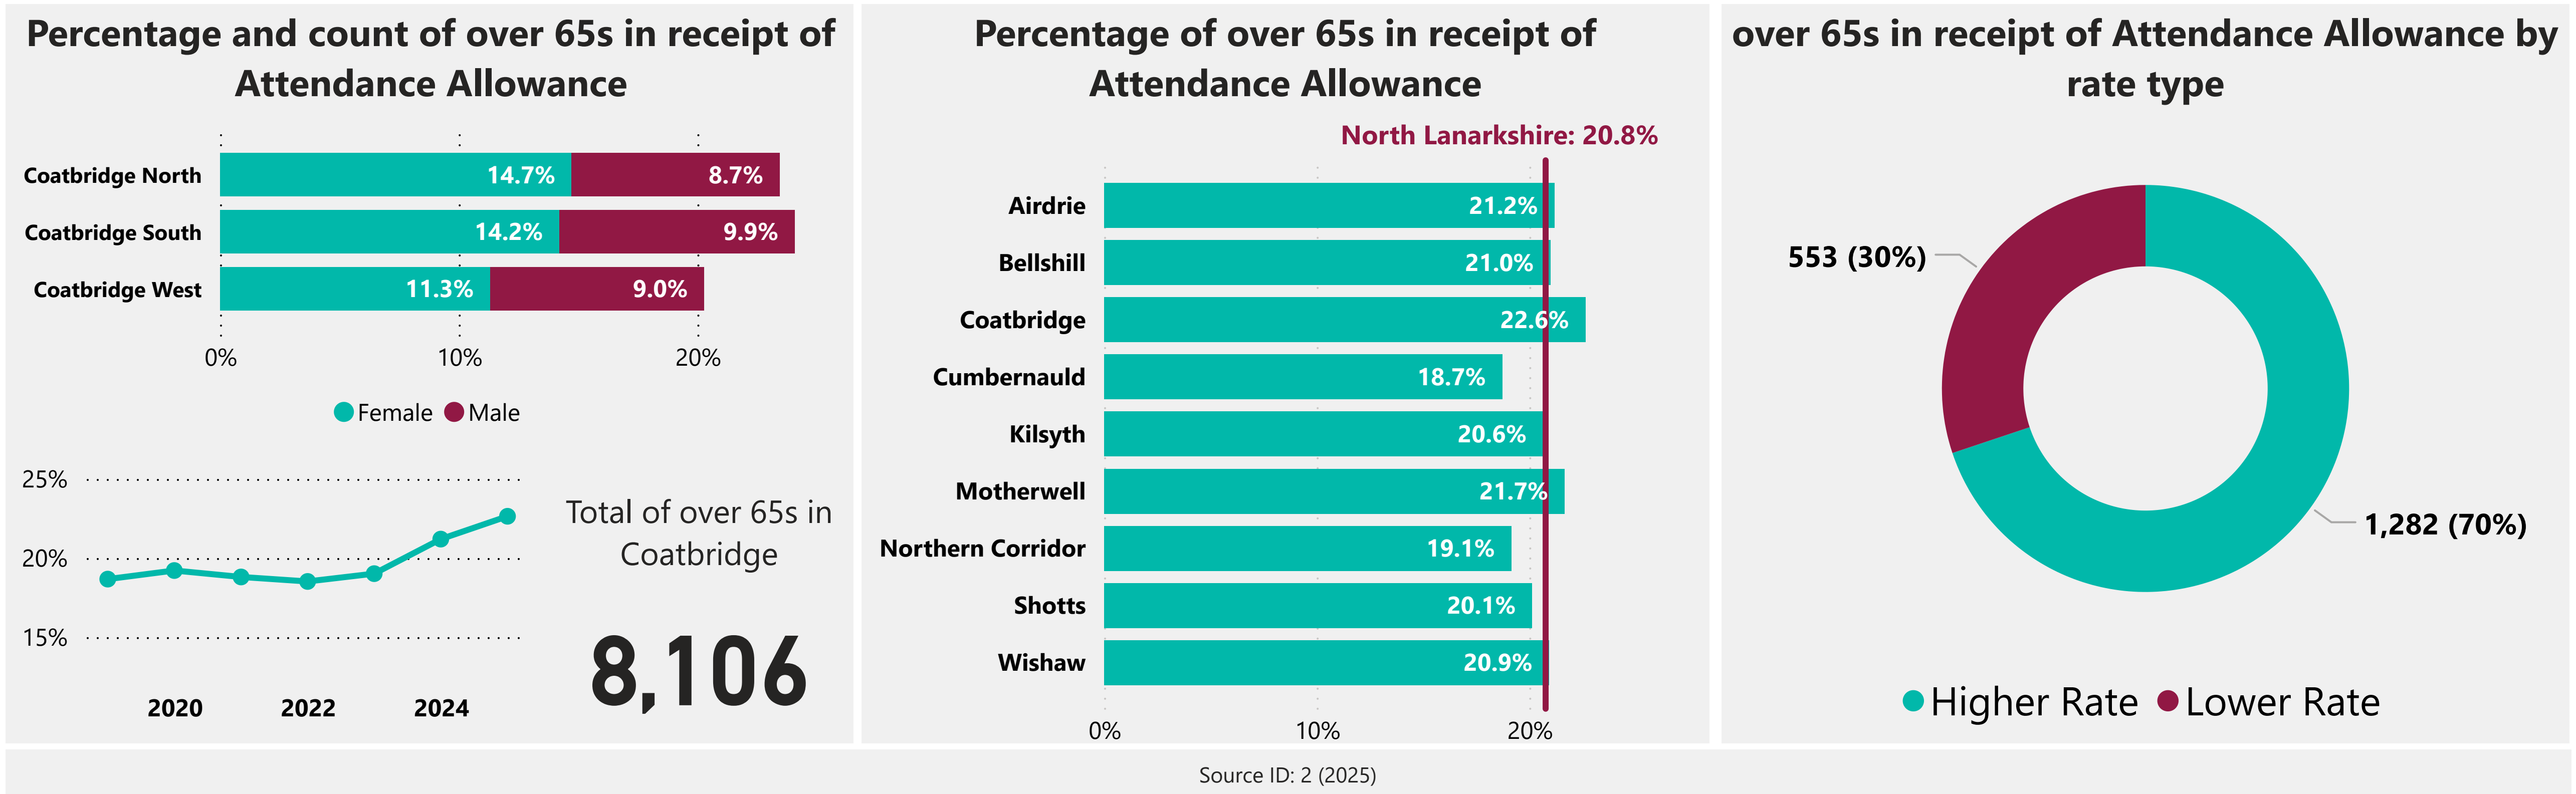 Percentage and count of over 65s in receipt of
Attendance Allowance
Coatbridge North 14.7% 8.7%
Coatbridge South 14.2% 9.9%
Coatbridge West 11.3% 9.0%
0% 10% 20%
Female Male
25%
20%
15%
2020 2022 2024
Total of over 65s in
Coatbridge
8,106
Percentage of over 65s in receipt of
Attendance Allowance
North Lanarkshire: 20.8%
Airdrie 21.2%
Bellshill 21.0%
Coatbridge 22.6%
Cumbernauld 18.7%
Kilsyth 20.6%
Motherwell 21.7%
Northern Corridor 19.1%
Shotts 20.1%
Wishaw 20.9%
0% 10% 20%
over 65s in receipt of Attendance Allowance by
rate type
553 (30%)
1,282 (70%)
Higher Rate Lower Rate
Source ID: 2 (2025)